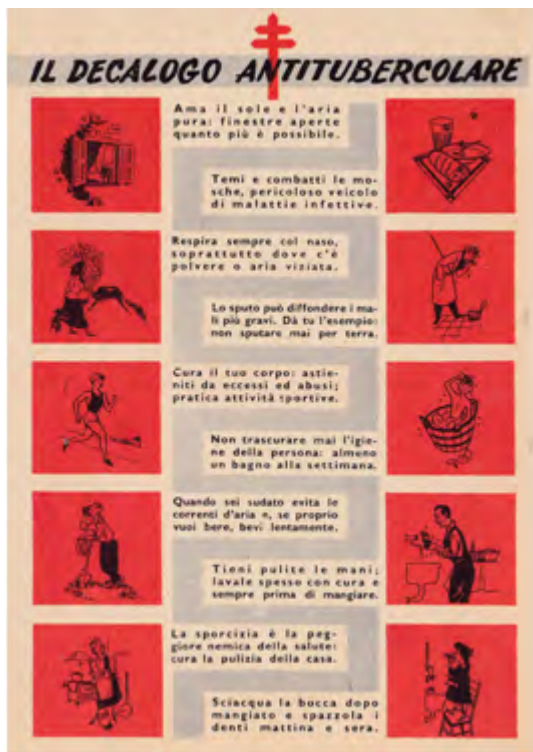 IL DECALOGO ANTITUBERCOLARE
Ama il sole e l'aria
pura: finestre aperte
quanto più è possibile.
Temi e combatti le mo-
sche, pericoloso veicolo
di malattie infettive.
Respira sempre col naso,
soprattutto dove c'è
polvere o aria viziata.
Lo sputo può diffondere i ma-
li più gravi. Dà tu l'esempio:
non sputare mai per terra.
Cura il tuo corpo: astie-
niti da eccessi ed abusi;
pratica attività sportive.
Non trascurare mai l'igie-
ne della persona: almeno
un bagno alla settimana.
Quando sei sudato evita le
correnti d'aria e, se proprio
vuoi bere, bevi lentamente.
Tieni pulite le mani;
lavale spesso con cura e
sempre prima di mangiare.
La sporcizia è la peg-
giore nemica della salute:
cura la pulizia della casa.
Sciacqua la bocca dopo
mangiato e spazzola i
denti mattina e sera.